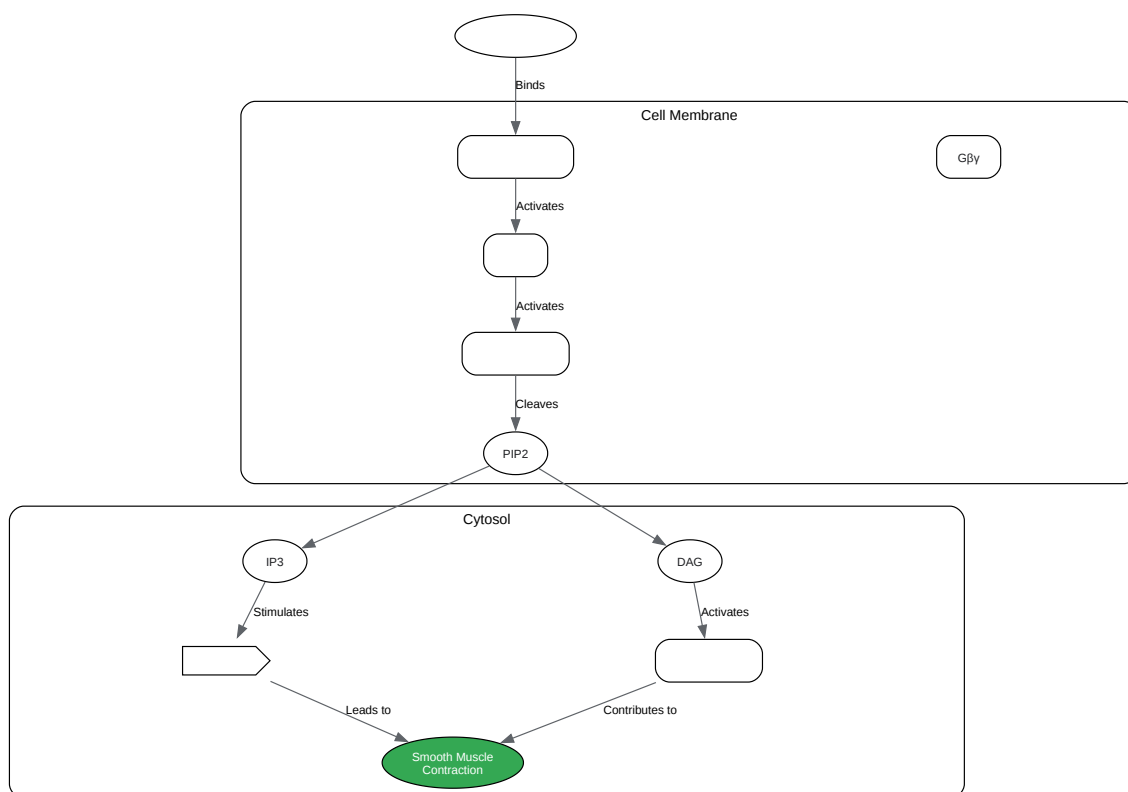 Binds
Cell Membrane
Gβγ
Activates
Activates
Cleaves
PIP2
Cytosol
IP3
DAG
Stimulates
Activates
Leads to
Contributes to
Smooth Muscle
Contraction